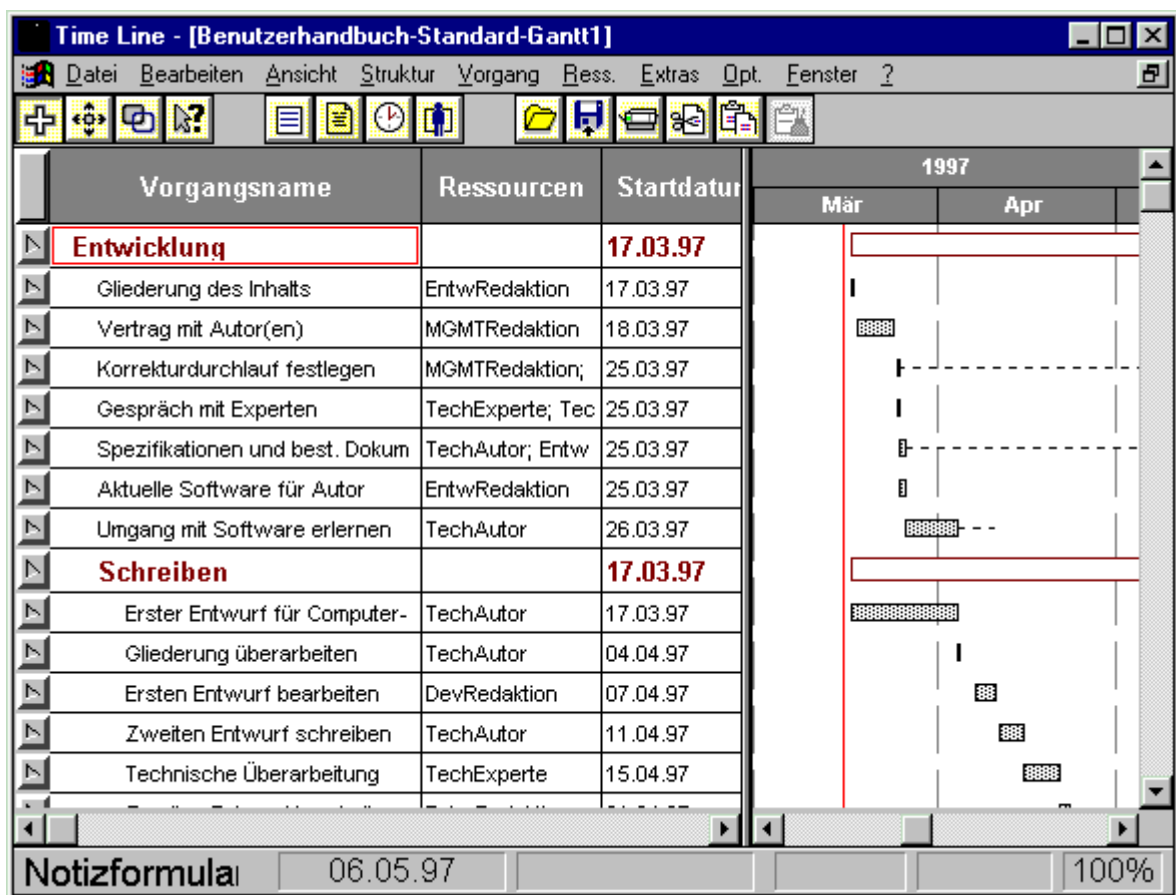 Time Line - [Benutzerhandbuch-Standard-Gantt1]
Datei Bearbeiten Ansicht Struktur Vorgang Ress. Extras Opt. Fenster ?
Vorgangsname Ressourcen Startdatum 1997
Mär Apr
Entwicklung 17.03.97
Gliederung des Inhalts EntwRedaktion 17.03.97
Vertrag mit Autor(en) MGMTRedaktion 18.03.97
Korrekturdurchlauf festlegen MGMTRedaktion; 25.03.97
Gespräch mit Experten TechExperte; Tec 25.03.97
Spezifikationen und best. Dokum TechAutor; Entw 25.03.97
Aktuelle Software für Autor EntwRedaktion 25.03.97
Umgang mit Software erlernen TechAutor 26.03.97
Schreiben 17.03.97
Erster Entwurf für Computer- TechAutor 17.03.97
Gliederung überarbeiten TechAutor 04.04.97
Ersten Entwurf bearbeiten DevRedaktion 07.04.97
Zweiten Entwurf schreiben TechAutor 11.04.97
Technische Überarbeitung TechExperte 15.04.97
Notizformular 06.05.97 100%